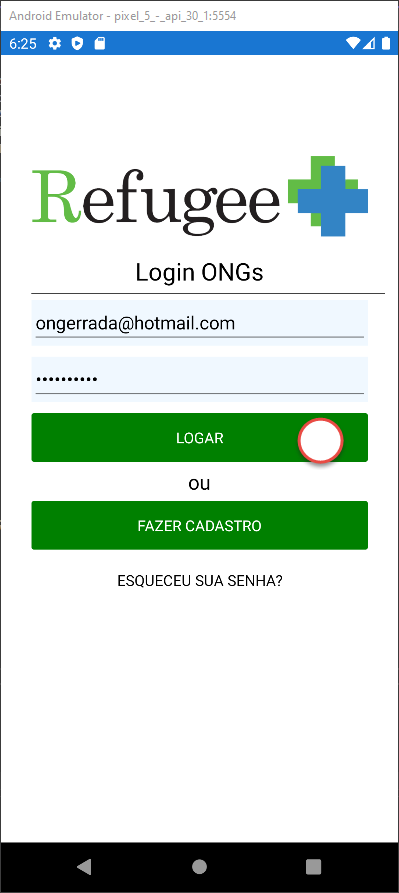 Android Emulator - pixel_5_-_api_30_1:5554
6:25
Refugee
Login ONGs
ongerrada@hotmail.com
••••••••••
LOGAR
ou
FAZER CADASTRO
ESQUECEU SUA SENHA?